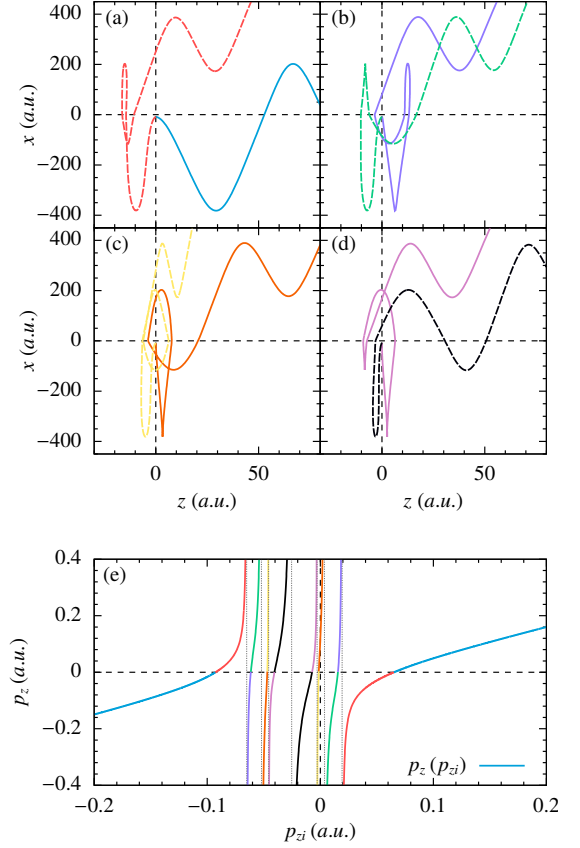 (a) (b)
400
200
0
−200
−400
x (a.u.)
(c) (d)
400
200
0
−200
−400
x (a.u.)
0 50 0 50
z (a.u.) z (a.u.)
(e)
0.4
0.2
0
−0.2
−0.4
p_z (a.u.)
p_z (p_zi)
−0.2 −0.1 0 0.1 0.2
p_zi (a.u.)